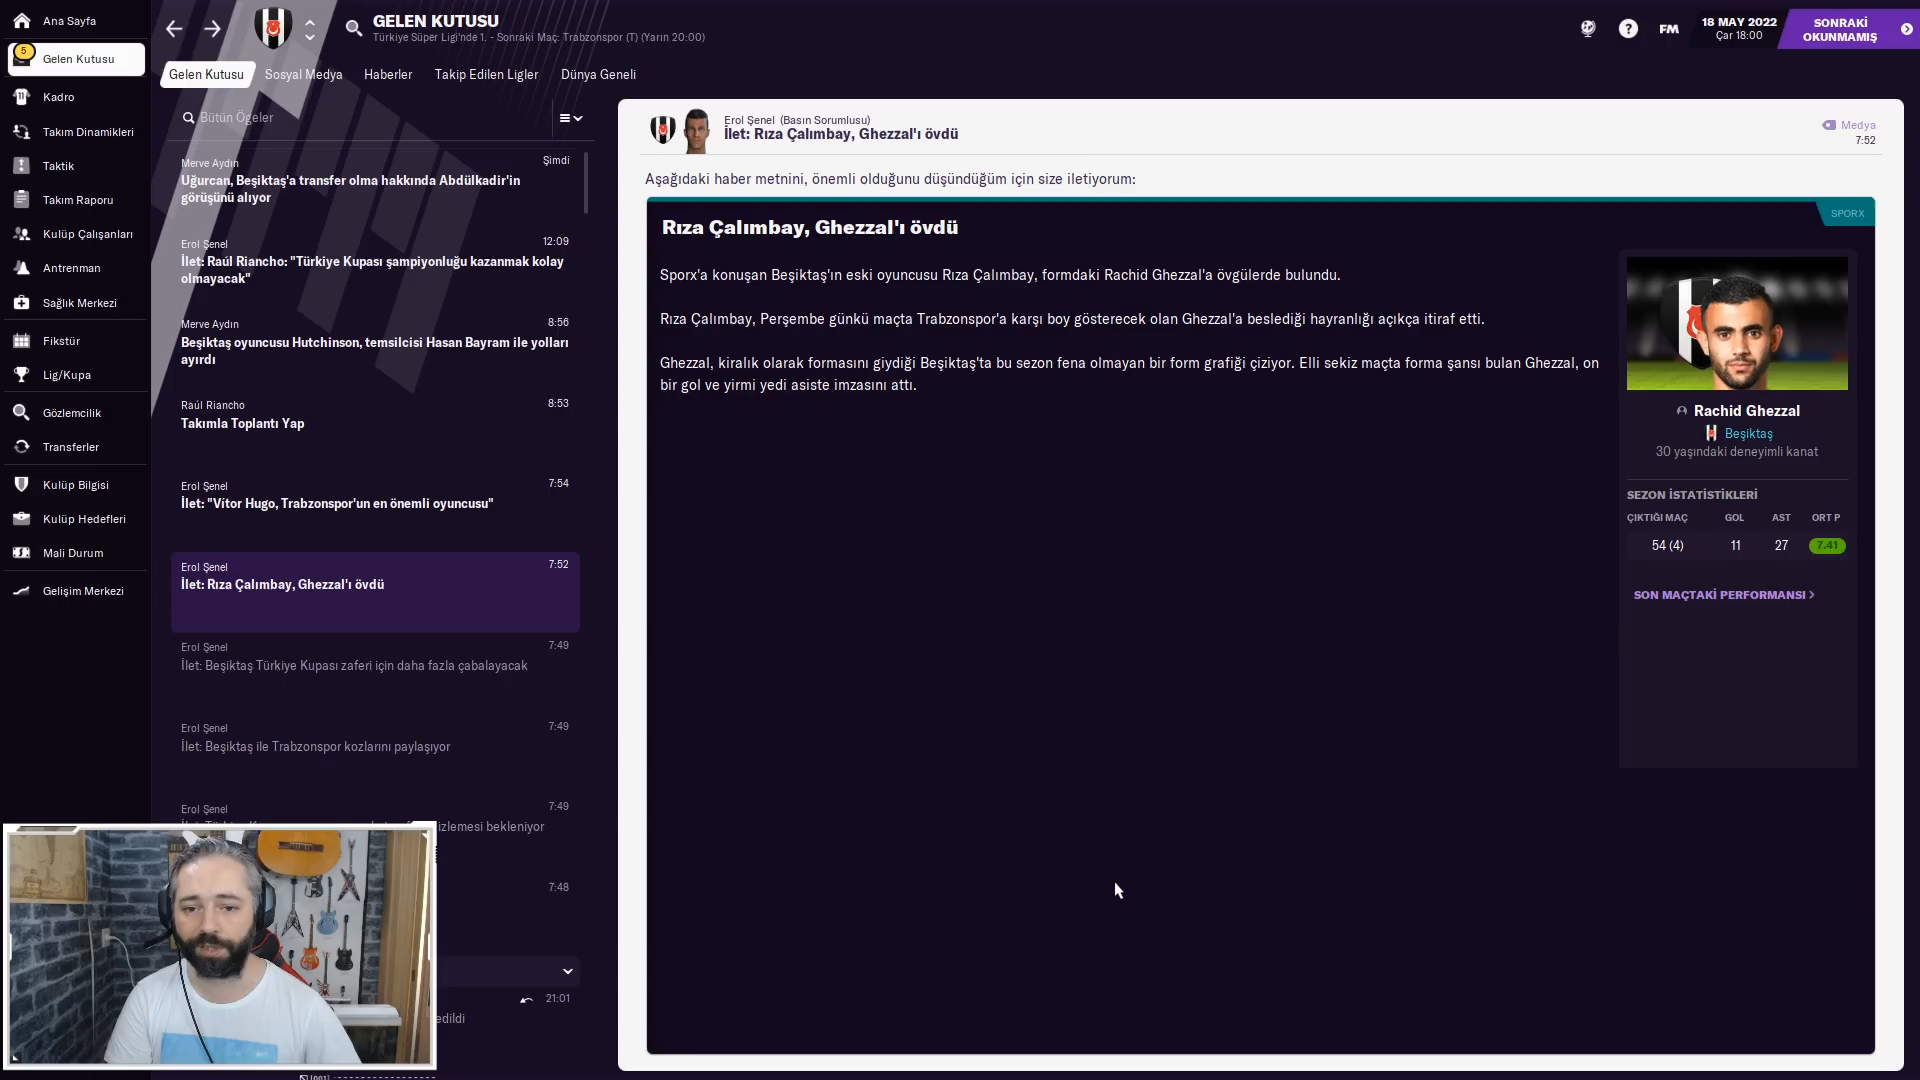 Ana Sayfa
5
Gelen Kutusu
Kadro
Takım Dinamikleri
Taktik
Takım Raporu
Kulüp Çalışanları
Antrenman
Sağlık Merkezi
Fikstür
Lig/Kupa
Gözlemcilik
Transferler
Kulüp Bilgisi
Kulüp Hedefleri
Mali Durum
Gelişim Merkezi
GELEN KUTUSU
Türkiye Süper Ligi'nde 1. - Sonraki Maç: Trabzonspor (T) (Yarın 20:00)
FM
18 MAY 2022
Çar 18:00
SONRAKİ
OKUNMAMIŞ
Gelen Kutusu
Sosyal Medya
Haberler
Takip Edilen Ligler
Dünya Geneli
Bütün Ögeler
Merve Aydın
Şimdi
Uğurcan, Beşiktaş'a transfer olma hakkında Abdülkadir'in
görüşünü alıyor
Erol Şenel
12:09
İlet: Raúl Riancho: "Türkiye Kupası şampiyonluğu kazanmak kolay
olmayacak"
Merve Aydın
8:56
Beşiktaş oyuncusu Hutchinson, temsilcisi Hasan Bayram ile yolları
ayırdı
Raúl Riancho
8:53
Takımla Toplantı Yap
Erol Şenel
7:54
İlet: "Vítor Hugo, Trabzonspor'un en önemli oyuncusu"
Erol Şenel
7:52
İlet: Rıza Çalımbay, Ghezzal'ı övdü
Erol Şenel
7:49
İlet: Beşiktaş Türkiye Kupası zaferi için daha fazla çabalayacak
Erol Şenel
7:49
İlet: Beşiktaş ile Trabzonspor kozlarını paylaşıyor
Erol Şenel
7:49
izlemesi bekleniyor
7:48
21:01
edildi
Erol Şenel (Basın Sorumlusu)
İlet: Rıza Çalımbay, Ghezzal'ı övdü
Medya
7:52
Aşağıdaki haber metnini, önemli olduğunu düşündüğüm için size iletiyorum:
SPORX
Rıza Çalımbay, Ghezzal'ı övdü
Sporx'a konuşan Beşiktaş'ın eski oyuncusu Rıza Çalımbay, formdaki Rachid Ghezzal'a övgülerde bulundu.
Rıza Çalımbay, Perşembe günkü maçta Trabzonspor'a karşı boy gösterecek olan Ghezzal'a beslediği hayranlığı açıkça itiraf etti.
Ghezzal, kiralık olarak formasını giydiği Beşiktaş'ta bu sezon fena olmayan bir form grafiği çiziyor. Elli sekiz maçta forma şansı bulan Ghezzal, on
bir gol ve yirmi yedi asiste imzasını attı.
Rachid Ghezzal
Beşiktaş
30 yaşındaki deneyimli kanat
SEZON İSTATİSTİKLERİ
ÇIKTIĞI MAÇ GOL AST ORT P
54 (4) 11 27 7.41
SON MAÇTAKİ PERFORMANSI